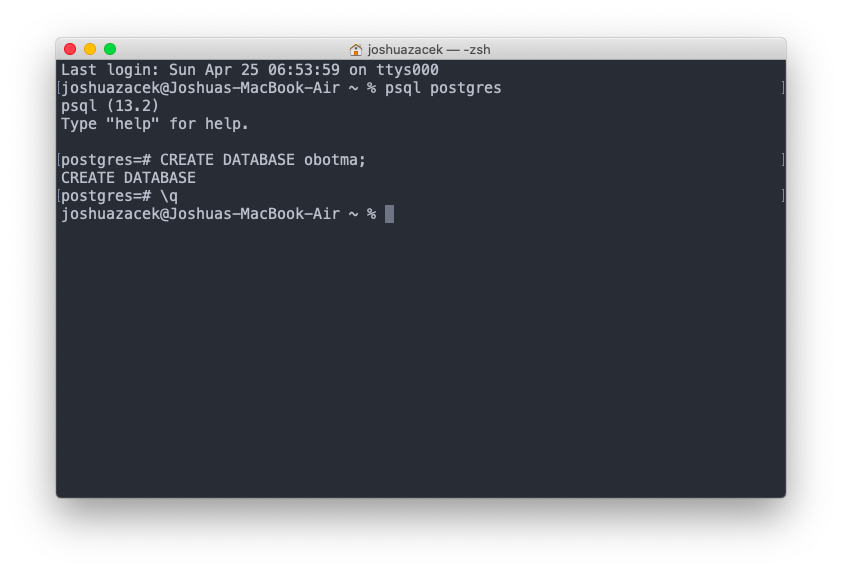 joshuazacek — -zsh
Last login: Sun Apr 25 06:53:59 on ttys000
[joshuazacek@Joshuas-MacBook-Air ~ % psql postgres ]
psql (13.2)
Type "help" for help.
[postgres=# CREATE DATABASE obotma; ]
CREATE DATABASE
[postgres=# \q ]
joshuazacek@Joshuas-MacBook-Air ~ %